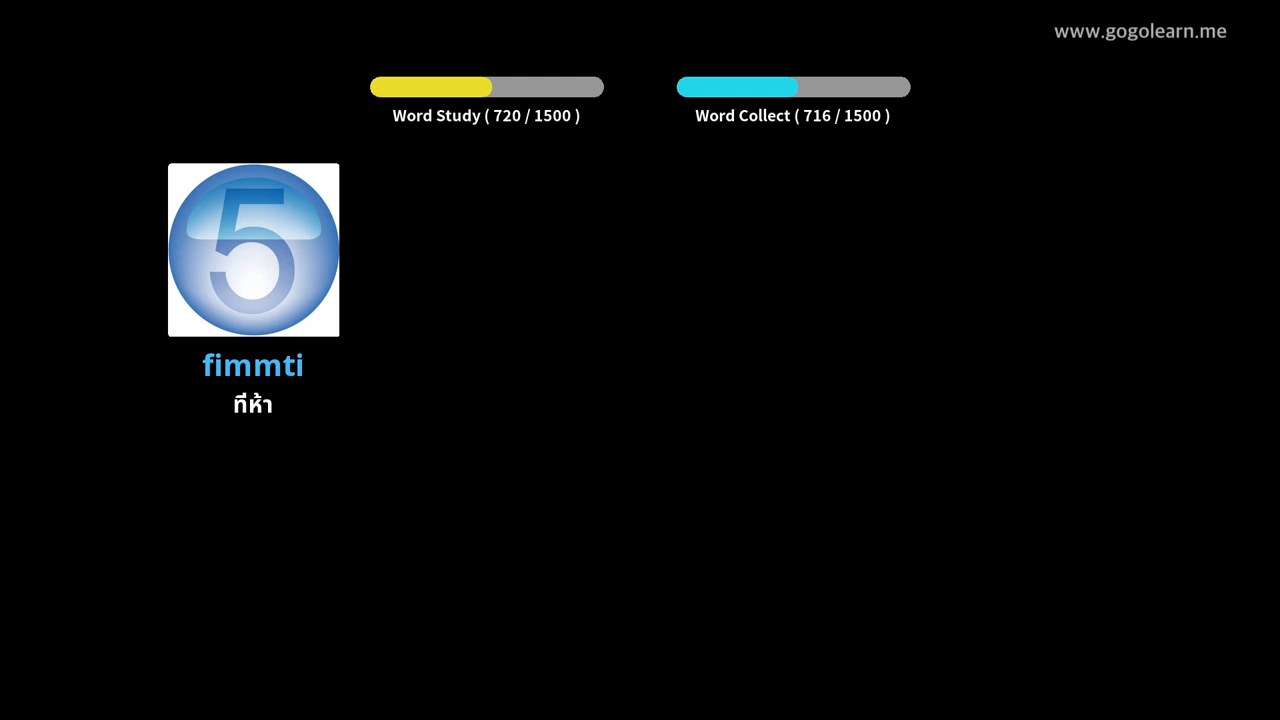 www.gogolearn.me
Word Study ( 720 / 1500 )
Word Collect ( 716 / 1500 )
5
fimmti
ที่ห้า